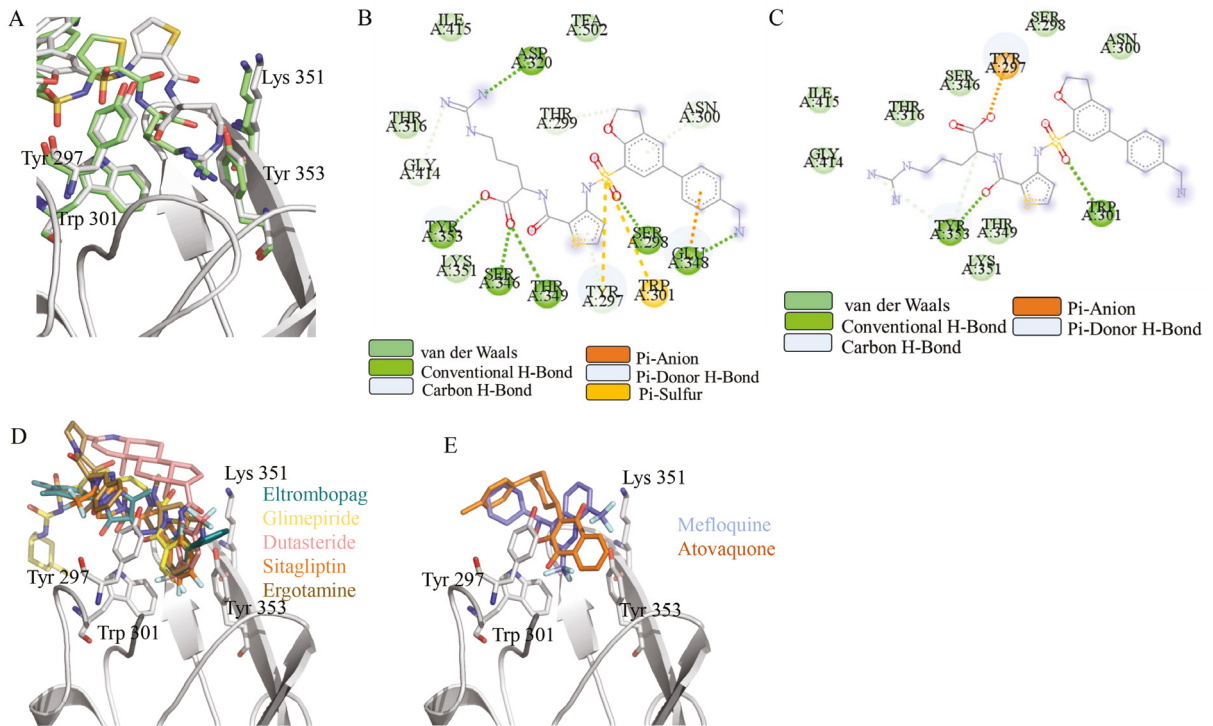 A
Lys 351
Tyr 297
Tyr 353
Trp 301
B
ILE
A:415
TFA
A:502
ASP
A:320
THR
A:316
THR
A:299
ASN
A:300
GLY
A:414
TYR
A:353
LYS
A:351
SER
A:346
THR
A:349
SER
A:298
GLU
A:348
TYR
A:297
TRP
A:301
van der Waals
Conventional H-Bond
Carbon H-Bond
Pi-Anion
Pi-Donor H-Bond
Pi-Sulfur
C
SER
A:298
ASN
A:300
TYR
A:297
SER
A:346
ILE
A:415
THR
A:316
GLY
A:414
TRP
A:301
TYR
A:353
THR
A:349
LYS
A:351
van der Waals
Conventional H-Bond
Carbon H-Bond
Pi-Anion
Pi-Donor H-Bond
D
Lys 351
Eltrombopag
Glimepiride
Dutasteride
Sitagliptin
Ergotamine
Tyr 297
Tyr 353
Trp 301
E
Lys 351
Mefloquine
Atovaquone
Tyr 297
Tyr 353
Trp 301